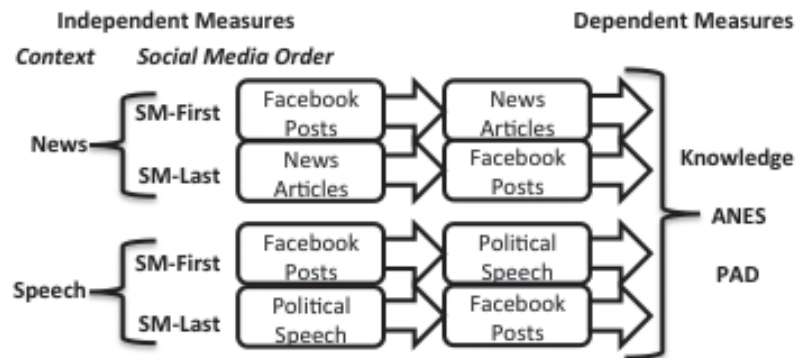 Independent Measures Dependent Measures
Context Social Media Order
News
SM-First
Facebook
Posts
News
Articles
SM-Last
News
Articles
Facebook
Posts
Speech
SM-First
Facebook
Posts
Political
Speech
SM-Last
Political
Speech
Facebook
Posts
Knowledge
ANES
PAD